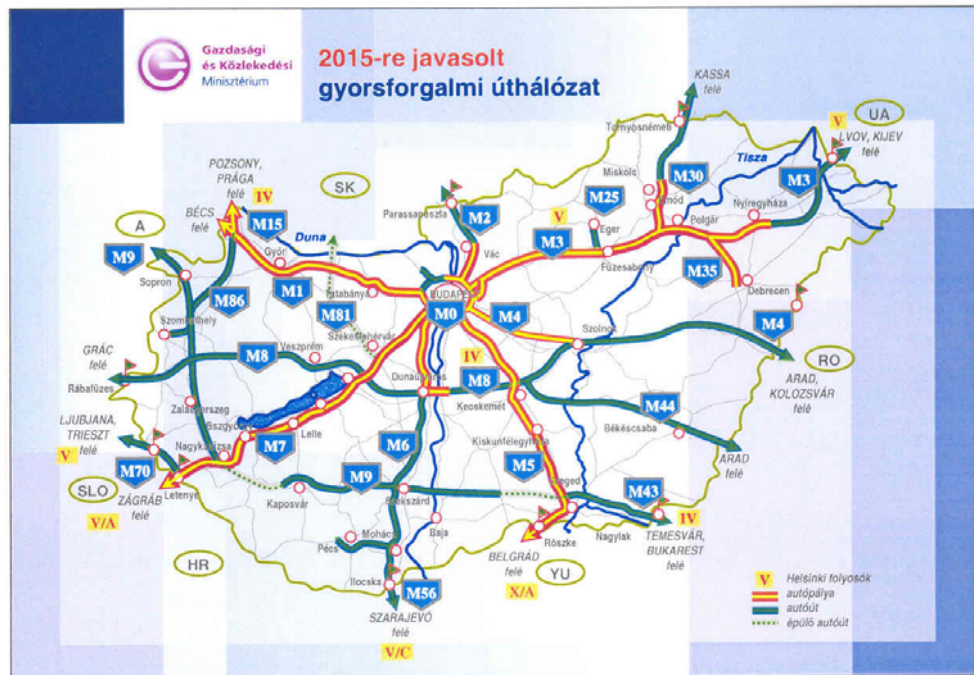 Gazdasági
és Közlekedési
Minisztérium
2015-re javasolt
gyorsforgalmi úthálózat
KASSA
felé
Tornyosnémeti
UA
V
LVOV, KIJEV
felé
Tisza
POZSONY,
PRÁGA
felé
IV
SK
Miskolc
M30
M3
M25
Parassapuszta
M2
BÉCS
felé
M15
A
V
Eger
Polgár
Nyíregyháza
Duna
Vác
M3
M9
Győr
Füzesabony
M35
Sopron
M1
Tatabánya
BUDAPEST
Debrecen
M86
M81
M0
M4
M4
Szombathely
Székesfehérvár
Szolnok
Veszprém
GRÁC
felé
M8
IV
RO
Rábafüzes
Dunaújváros
M8
ARAD,
KOLOZSVÁR
felé
Kecskemét
Zalaegerszeg
M44
LJUBJANA,
TRIESZT
felé
Lelle
M6
Békéscsaba
Nagykanizsa
M7
Kiskunfélegyháza
ARAD
felé
V
M70
M5
SLO
Letenye
M9
Szeged
M43
ZÁGRÁB
felé
Kaposvár
Szekszárd
V/A
IV
Mohács
Baja
Nagylak
TEMESVÁR,
BUKAREST
felé
Pécs
Röszke
BELGRÁD
felé
HR
YU
Ilocska
M56
X/A
V
Helsinki folyosók
autópálya
SZARAJEVÓ
felé
autóút
épülő autóút
V/C